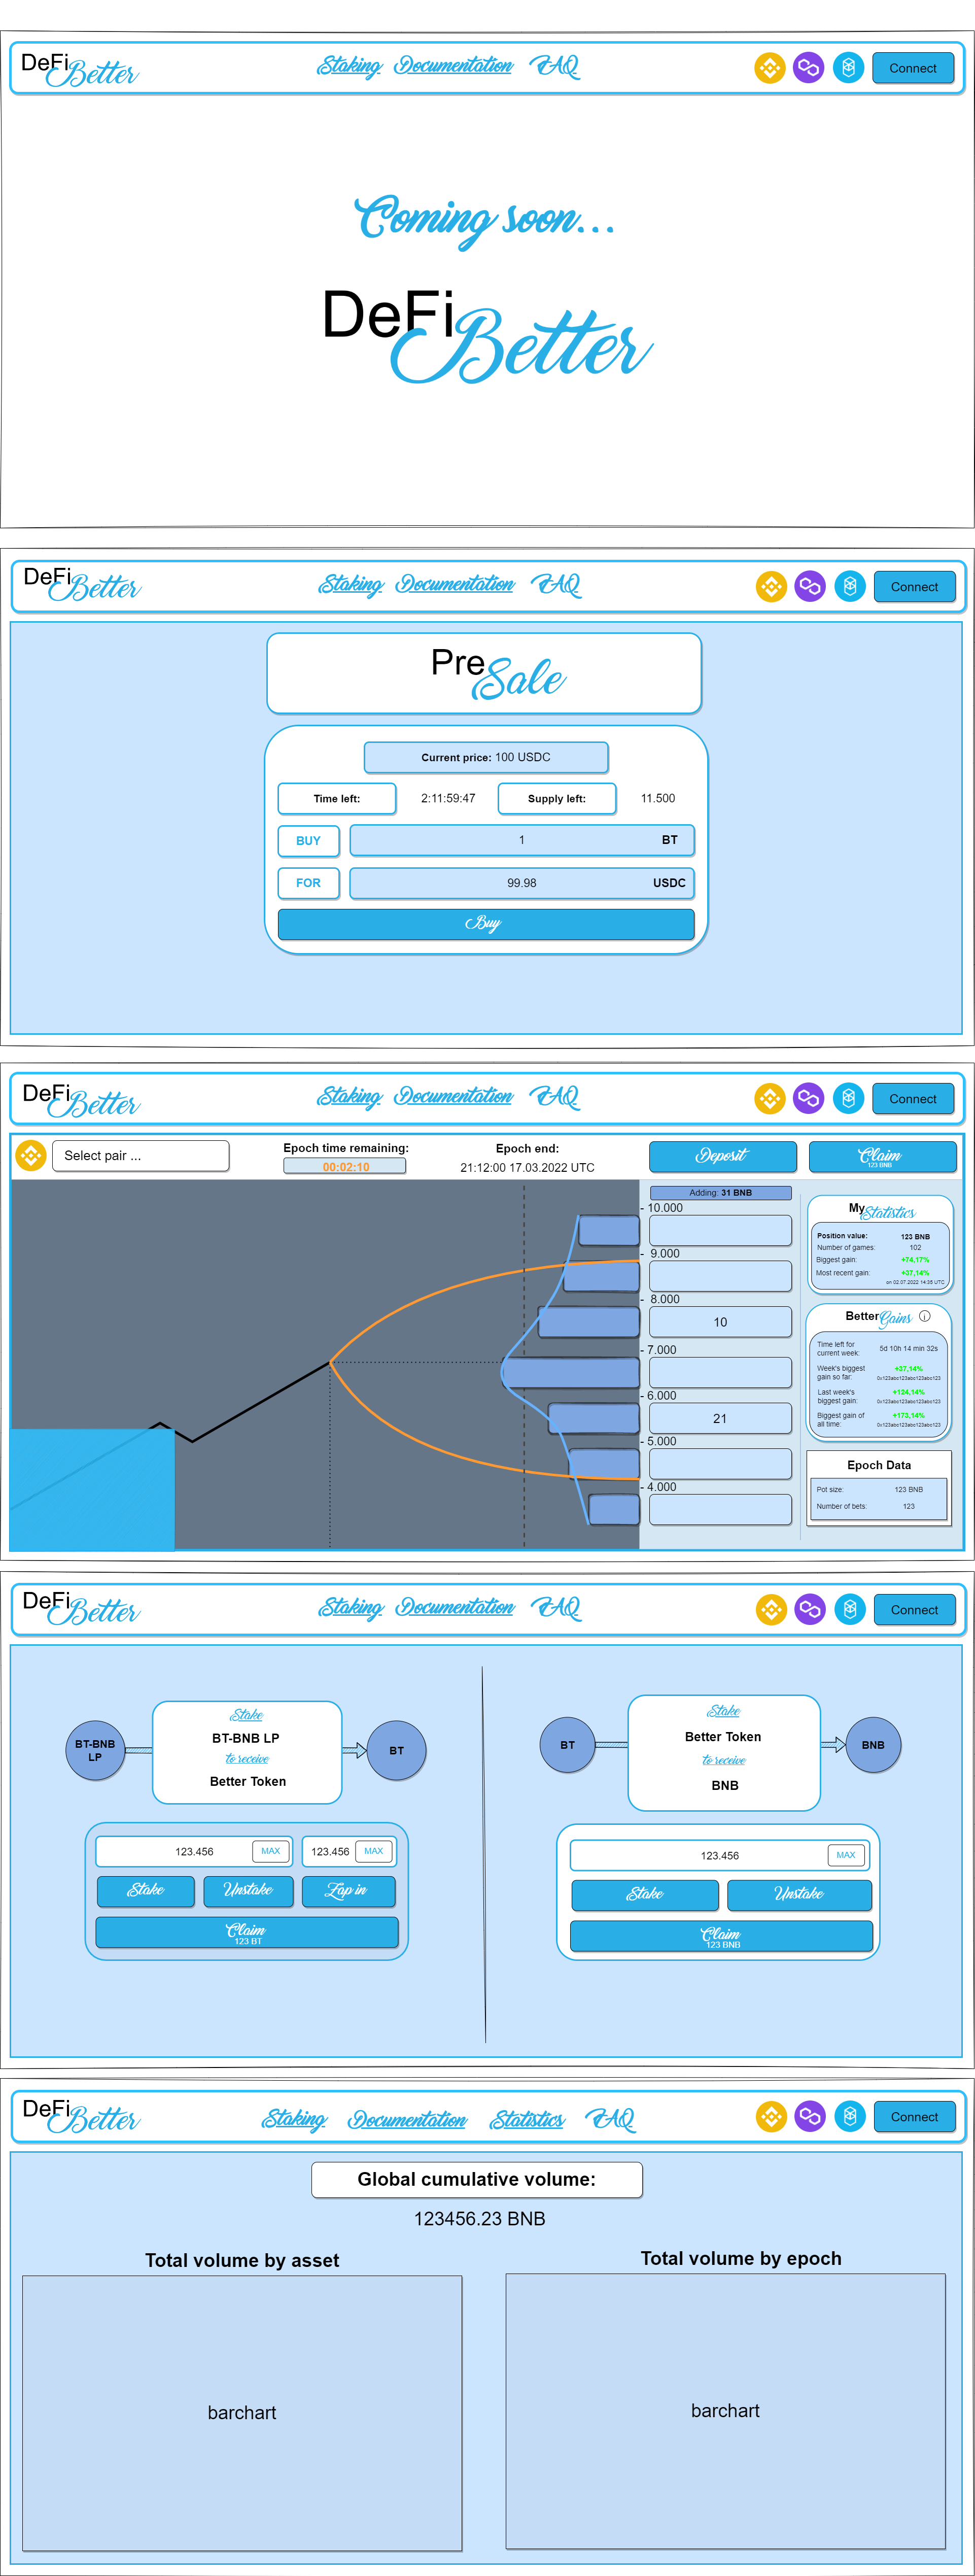 DeFi Better
Staking Documentation FAQ
Connect
Coming soon...
DeFi Better
DeFi Better
Staking Documentation FAQ
Connect
Pre Sale
Current price: 100 USDC
Time left: 2:11:59:47 Supply left: 11.500
BUY 1 BT
FOR 99.98 USDC
Buy
DeFi Better
Staking Documentation FAQ
Connect
Select pair ...
Epoch time remaining:
00:02:10
Epoch end:
21:12:00 17.03.2022 UTC
Deposit
Claim
123 BNB
Adding: 31 BNB
- 10.000
- 9.000
- 8.000
10
- 7.000
- 6.000
21
- 5.000
- 4.000
My Statistics
Position value: 123 BNB
Number of games: 102
Biggest gain: +74,17%
Most recent gain: +37,14%
on 02.07.2022 14:35 UTC
Better Gains i
Time left for
current week: 5d 10h 14 min 32s
Week's biggest
gain so far: +37,14%
0x123abc123abc123abc123
Last week's
biggest gain: +124,14%
0x123abc123abc123abc123
Biggest gain of
all time: +173,14%
0x123abc123abc123abc123
Epoch Data
Pot size: 123 BNB
Number of bets: 123
DeFi Better
Staking Documentation FAQ
Connect
BT-BNB
LP
Stake
BT-BNB LP
to receive
Better Token
BT
123.456 MAX 123.456 MAX
Stake Unstake Zap in
Claim
123 BT
BT
Stake
Better Token
to receive
BNB
BNB
123.456 MAX
Stake Unstake
Claim
123 BNB
DeFi Better
Staking Documentation Statistics FAQ
Connect
Global cumulative volume:
123456.23 BNB
Total volume by asset
barchart
Total volume by epoch
barchart